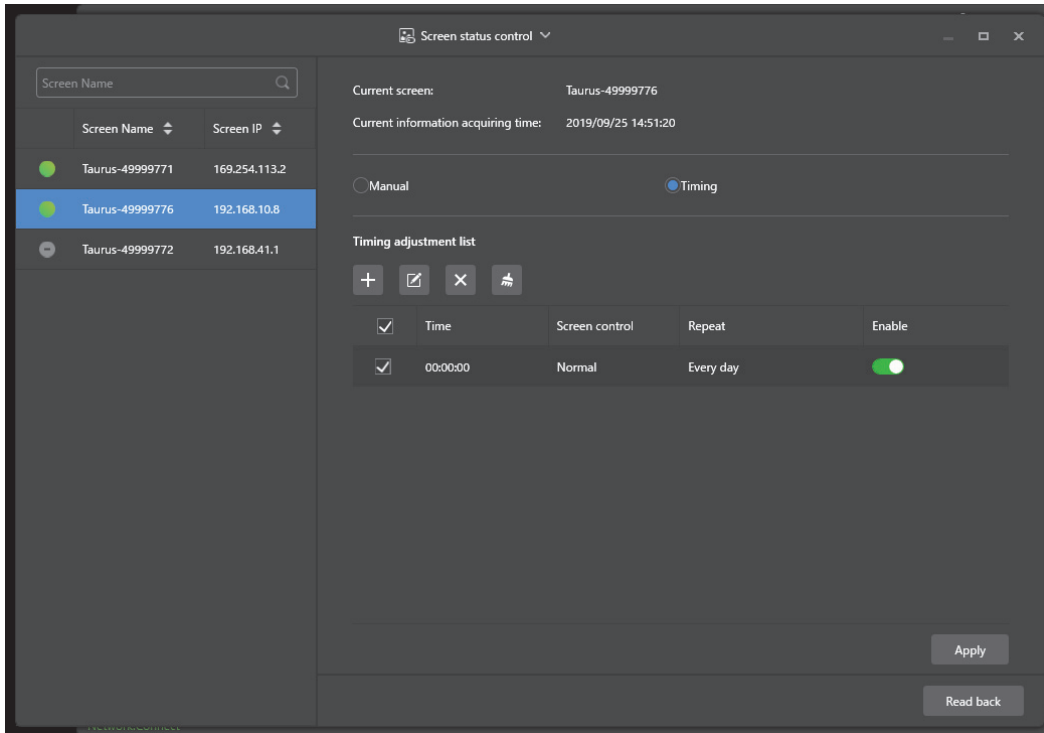 Screen status control
Screen Name
Screen Name Screen IP
Taurus-49999771 169.254.113.2
Taurus-49999776 192.168.10.8
Taurus-49999772 192.168.41.1
Current screen: Taurus-49999776
Current information acquiring time: 2019/09/25 14:51:20
Manual Timing
Timing adjustment list
Time Screen control Repeat Enable
00:00:00 Normal Every day
Apply
Read back